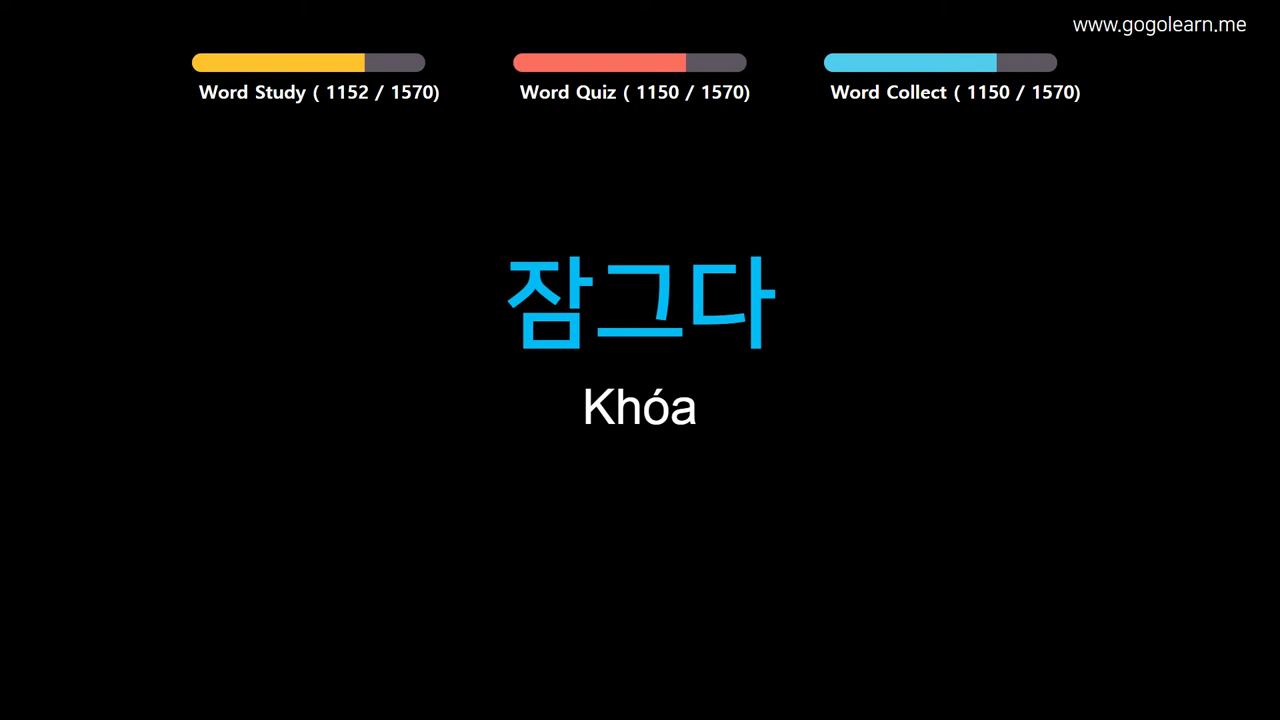 www.gogolearn.me
Word Study ( 1152 / 1570)
Word Quiz ( 1150 / 1570)
Word Collect ( 1150 / 1570)
잠그다
Khóa